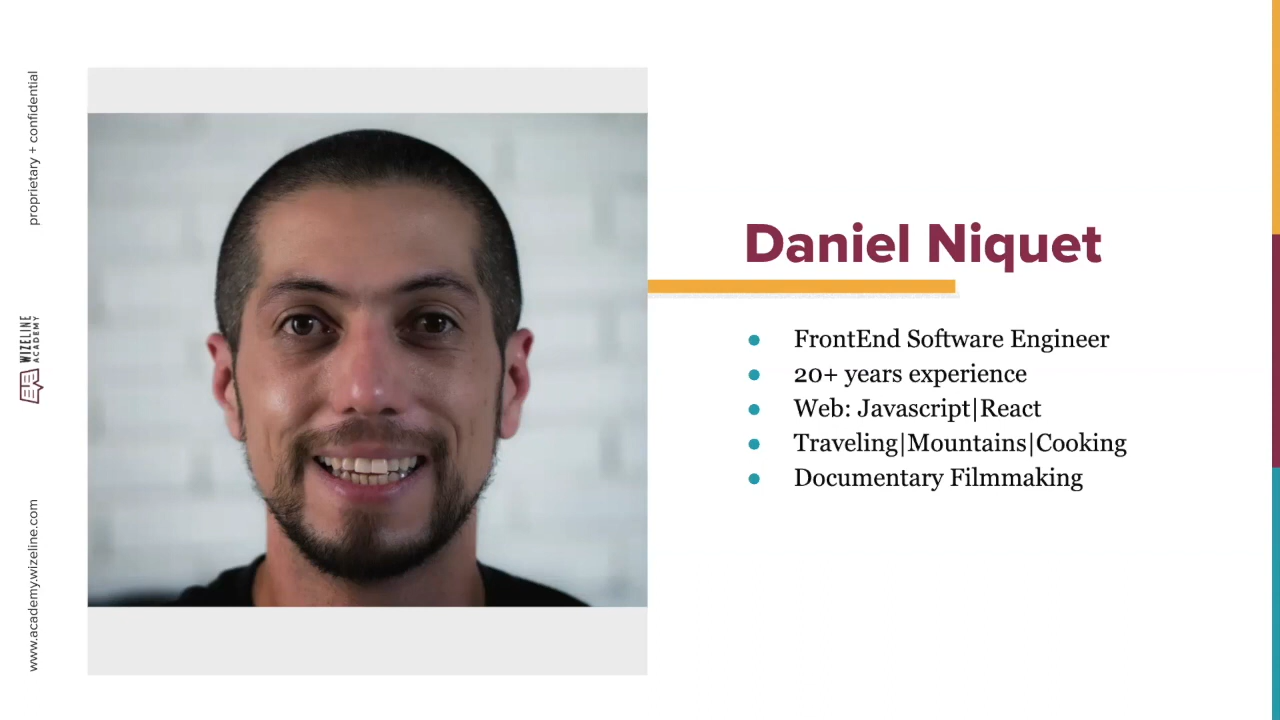 proprietary + confidential
WIZELINE
ACADEMY
www.academy.wizeline.com
Daniel Niquet
● FrontEnd Software Engineer
● 20+ years experience
● Web: Javascript|React
● Traveling|Mountains|Cooking
● Documentary Filmmaking